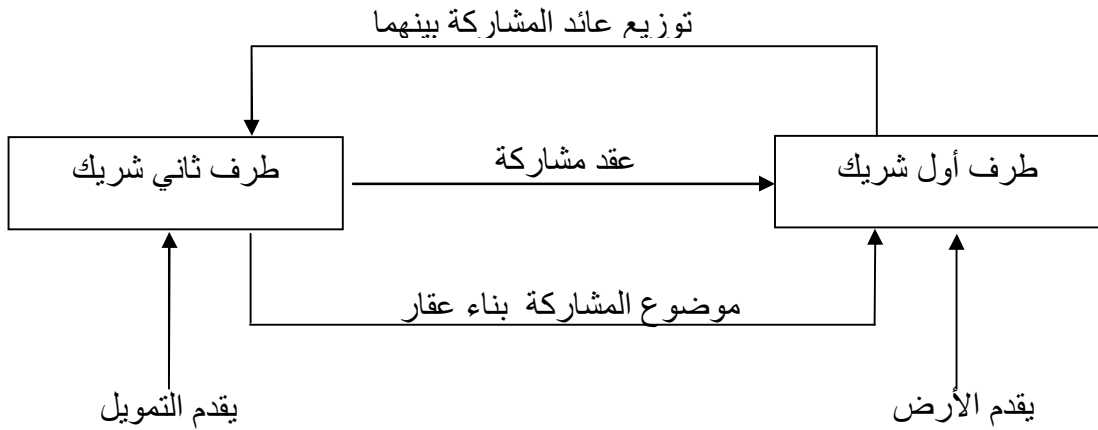 توزيع عائد المشاركة بينهما
طرف أول شريك
عقد مشاركة
طرف ثاني شريك
موضوع المشاركة بناء عقار
يقدم الأرض
يقدم التمويل